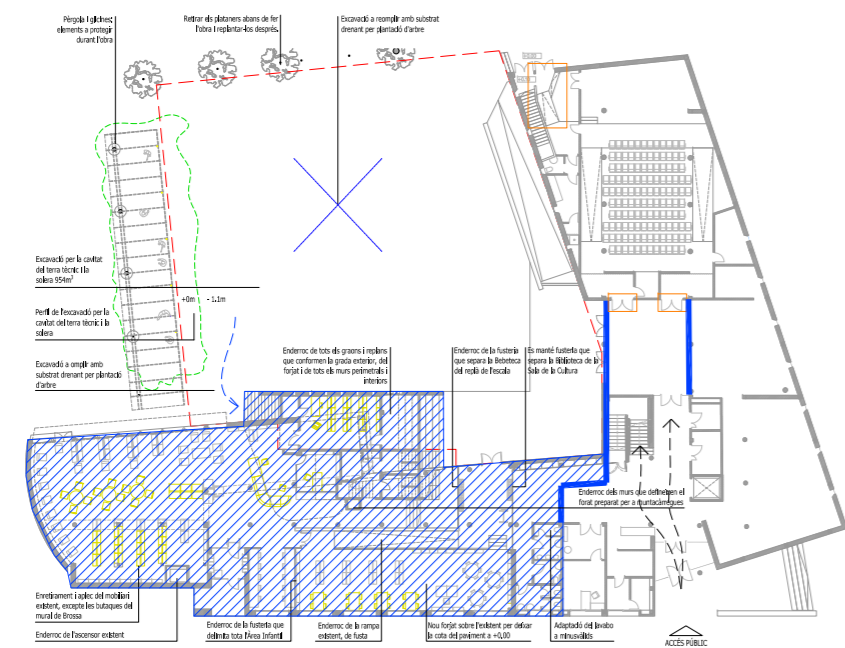 Pèrgola i glicines;
elements a protegir
durant l'obra
Retirar els plataners abans de fer
l'obra i replantar-los després.
Excavació a reomplir amb substrat
drenant per plantació d'arbre
Excavació per la cavitat
del terra tècnic i la
solera 954m³
+0m - 1.1m
Perfil de l'excavació per la
cavitat del terra tècnic i la
solera
Excavació a omplir amb
substrat drenant per plantació
d'arbre
Enderroc de tots els graons i replans
que conformen la grada exterior, del
forjat i de tots els murs perimetrals i
interiors
Enderroc de la fusteria
que separa la Bebeteca
del replà de l'escala
Es manté fusteria que
separa la Biblioteca de la
Sala de la Cultura
Enderroc dels murs que defineixen el
forat preparat per a muntacàrregues
Enretirament i aplec del mobiliari
existent, excepte les butaques del
mural de Brossa
Enderroc de l'ascensor existent
Enderroc de la fusteria que
delimita tota l'Àrea Infantil
Enderroc de la rampa
existent, de fusta
Nou forjat sobre l'existent per deixar
la cota del paviment a +0,00
Adaptació del lavabo
a minusvàlids
ACCÉS PÚBLIC